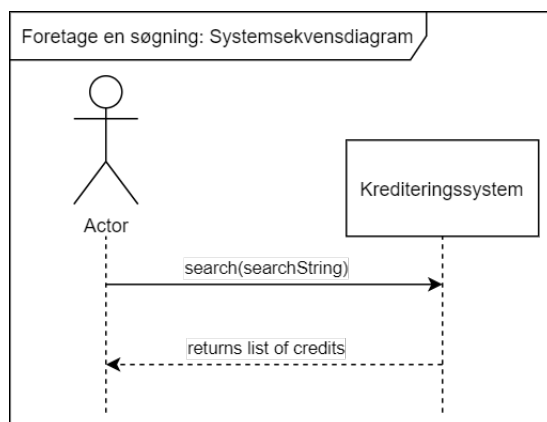 Foretage en søgning: Systemsekvensdiagram
Krediteringssystem
Actor
search(searchString)
returns list of credits